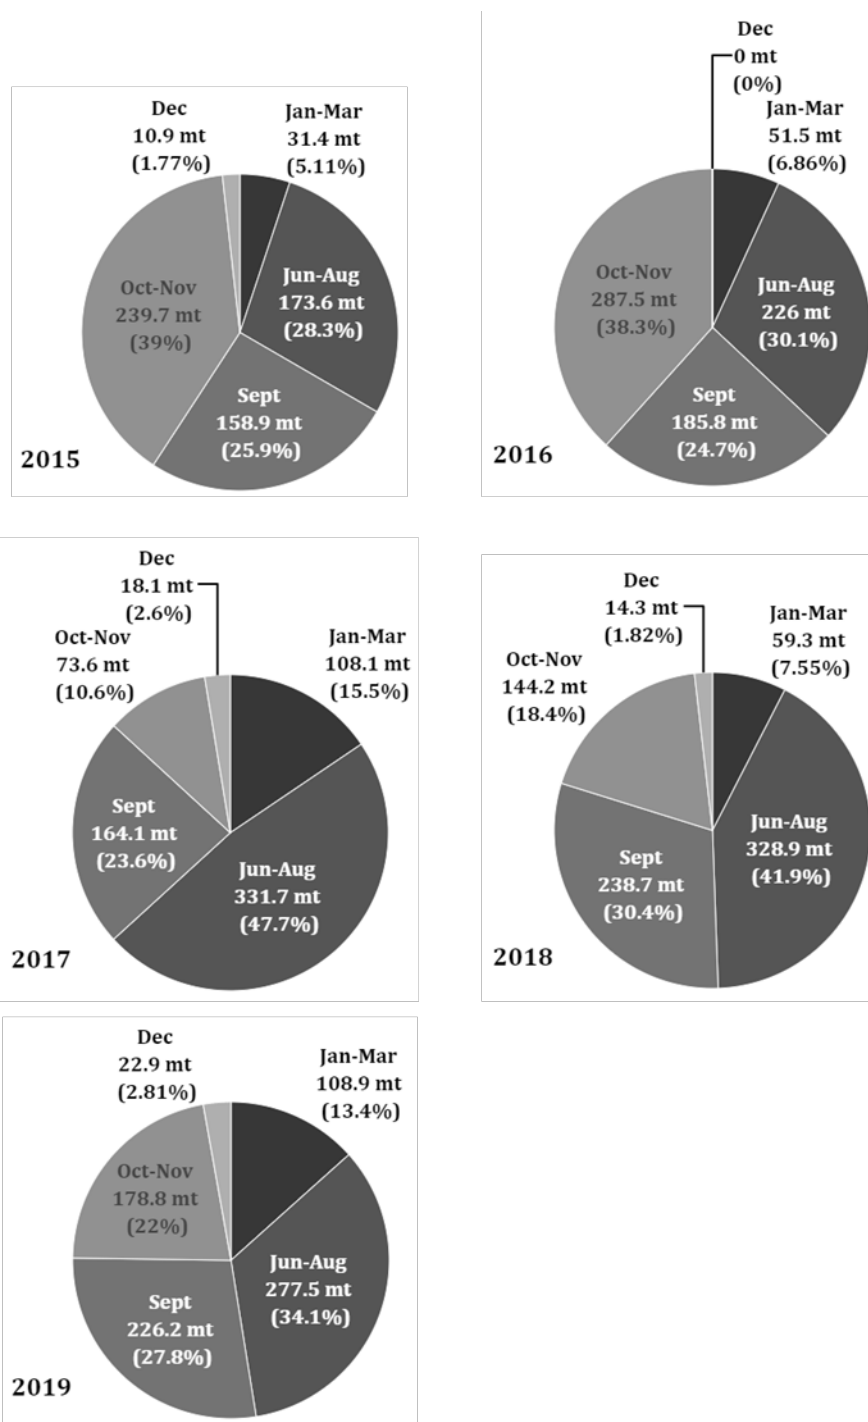 Dec
10.9 mt
(1.77%)
Jan-Mar
31.4 mt
(5.11%)
Jun-Aug
173.6 mt
(28.3%)
Sept
158.9 mt
(25.9%)
Oct-Nov
239.7 mt
(39%)
2015
Dec
0 mt
(0%)
Jan-Mar
51.5 mt
(6.86%)
Jun-Aug
226 mt
(30.1%)
Sept
185.8 mt
(24.7%)
Oct-Nov
287.5 mt
(38.3%)
2016
Dec
18.1 mt
(2.6%)
Jan-Mar
108.1 mt
(15.5%)
Jun-Aug
331.7 mt
(47.7%)
Sept
164.1 mt
(23.6%)
Oct-Nov
73.6 mt
(10.6%)
2017
Dec
14.3 mt
(1.82%)
Jan-Mar
59.3 mt
(7.55%)
Jun-Aug
328.9 mt
(41.9%)
Sept
238.7 mt
(30.4%)
Oct-Nov
144.2 mt
(18.4%)
2018
Dec
22.9 mt
(2.81%)
Jan-Mar
108.9 mt
(13.4%)
Jun-Aug
277.5 mt
(34.1%)
Sept
226.2 mt
(27.8%)
Oct-Nov
178.8 mt
(22%)
2019